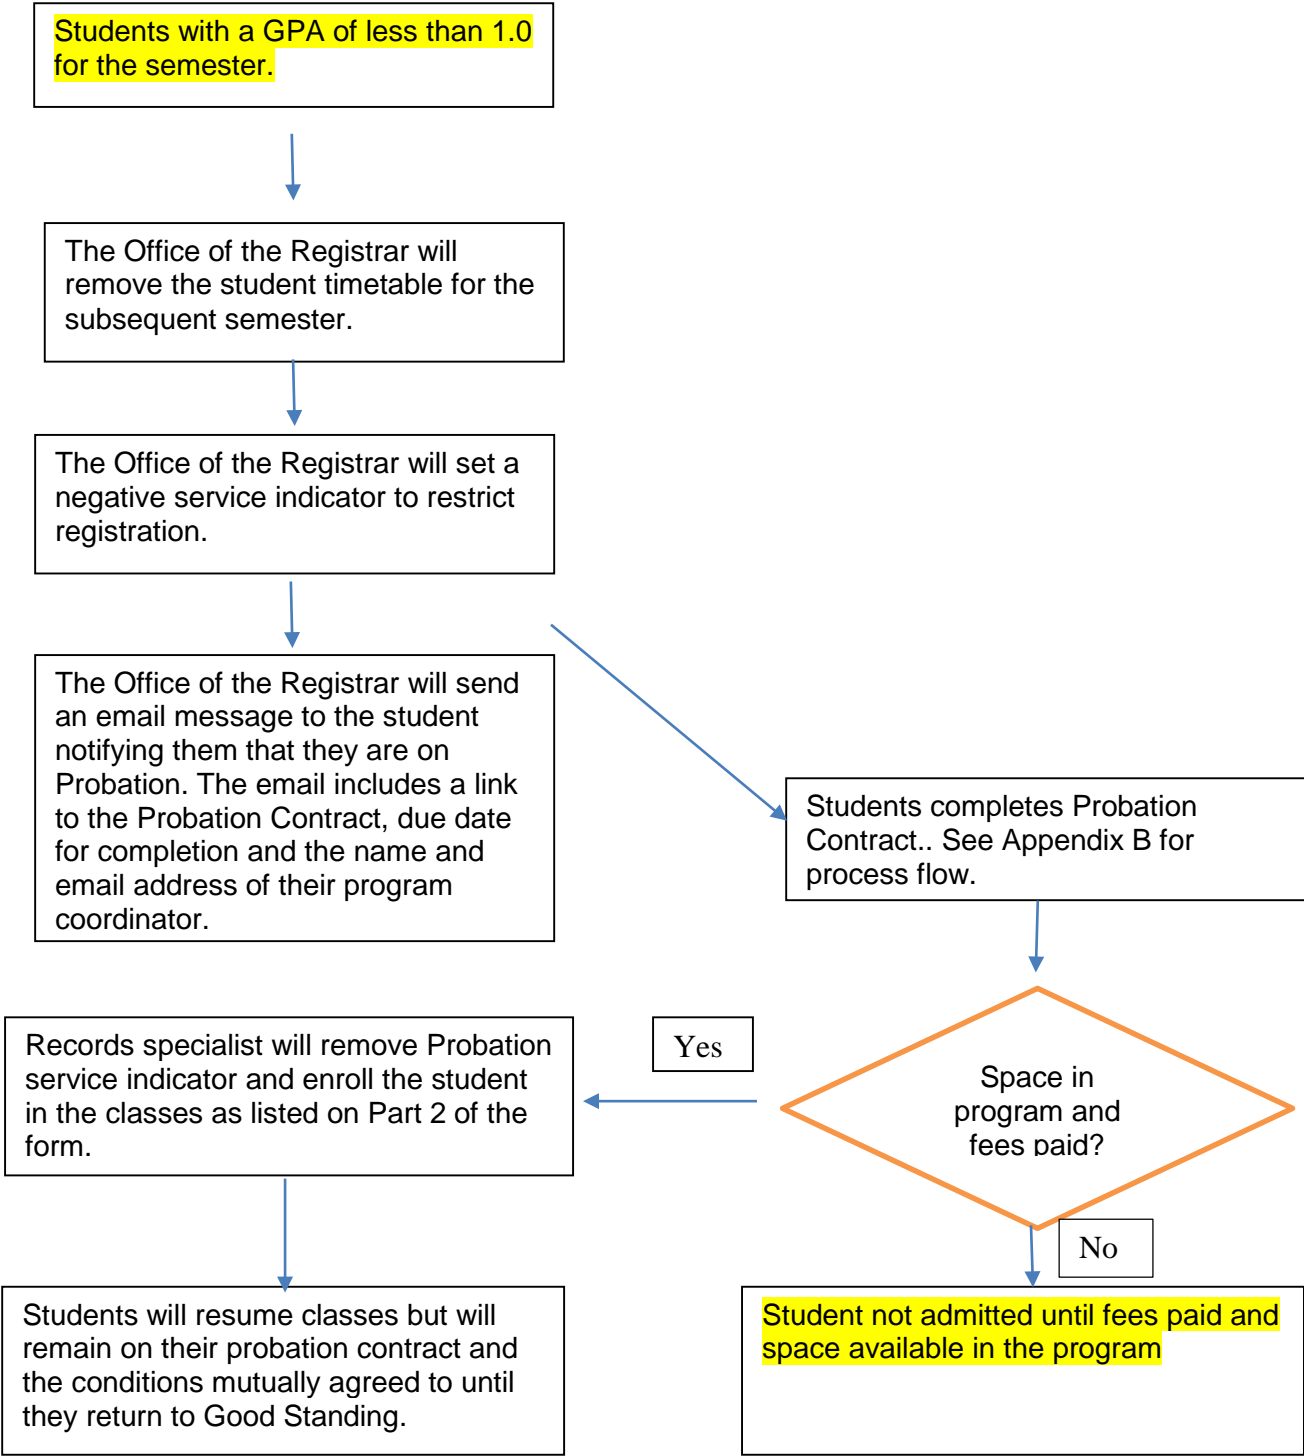 Students with a GPA of less than 1.0
for the semester.
The Office of the Registrar will
remove the student timetable for the
subsequent semester.
The Office of the Registrar will set a
negative service indicator to restrict
registration.
The Office of the Registrar will send
an email message to the student
notifying them that they are on
Probation. The email includes a link
to the Probation Contract, due date
for completion and the name and
email address of their program
coordinator.
Students completes Probation
Contract.. See Appendix B for
process flow.
Space in
program and
fees paid?
Yes
Records specialist will remove Probation
service indicator and enroll the student
in the classes as listed on Part 2 of the
form.
No
Students will resume classes but will
remain on their probation contract and
the conditions mutually agreed to until
they return to Good Standing.
Student not admitted until fees paid and
space available in the program